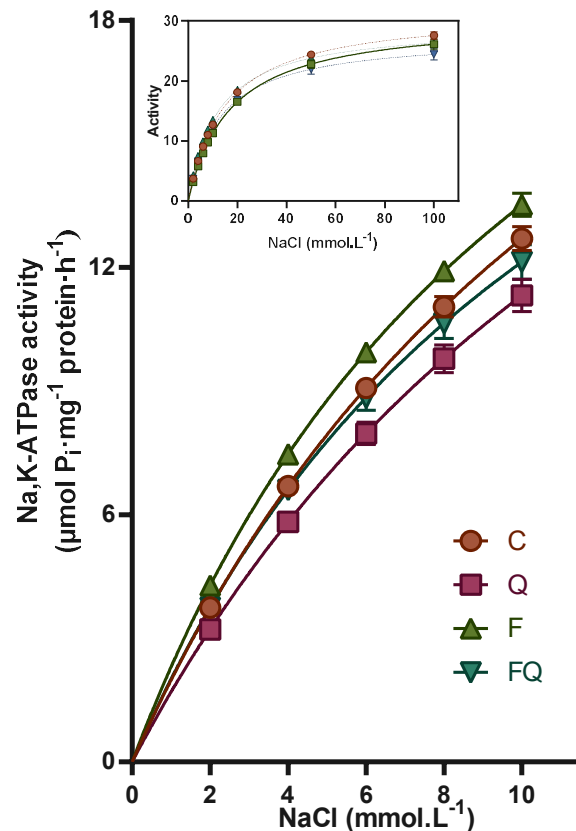 18
12
6
0
Na,K-ATPase activity
(µmol Pᵢ·mg⁻¹ protein·h⁻¹)
30
20
10
0
Activity
0 20 40 60 80 100
NaCl (mmol.L⁻¹)
C
Q
F
FQ
0 2 4 6 8 10
NaCl (mmol.L⁻¹)